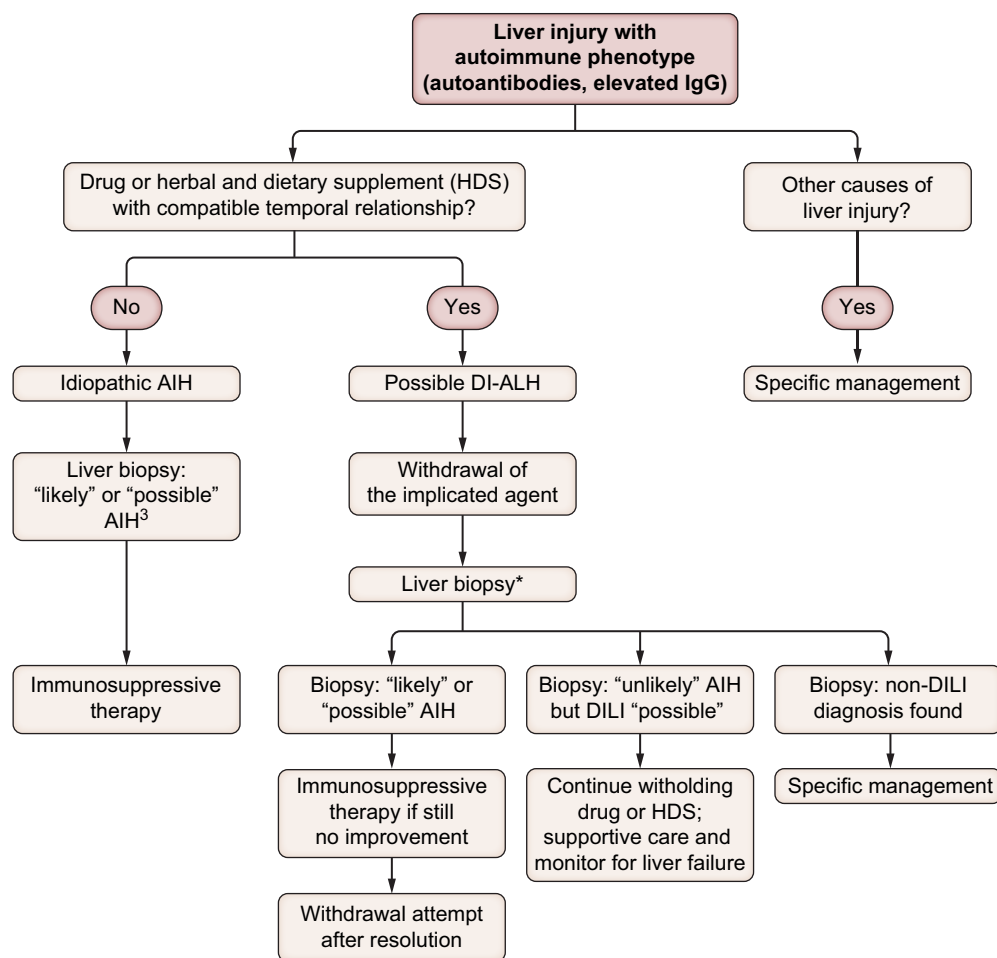 Liver injury with
autoimmune phenotype
(autoantibodies, elevated IgG)
Drug or herbal and dietary supplement (HDS)
with compatible temporal relationship?
Other causes of
liver injury?
No
Yes
Yes
Idiopathic AIH
Possible DI-ALH
Specific management
Liver biopsy:
“likely” or “possible”
AIH3
Withdrawal of
the implicated agent
Liver biopsy*
Immunosuppressive
therapy
Biopsy: “likely” or
“possible” AIH
Biopsy: “unlikely” AIH
but DILI “possible”
Biopsy: non-DILI
diagnosis found
Immunosuppressive
therapy if still
no improvement
Continue witholding
drug or HDS;
supportive care and
monitor for liver failure
Specific management
Withdrawal attempt
after resolution